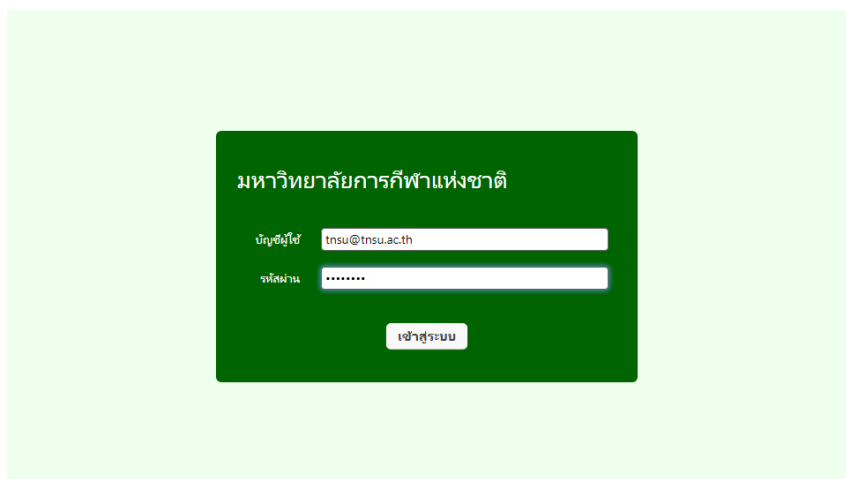 มหาวิทยาลัยการกีฬาแห่งชาติ
บัญชีผู้ใช้ tnsu@tnsu.ac.th
รหัสผ่าน ••••••••
เข้าสู่ระบบ